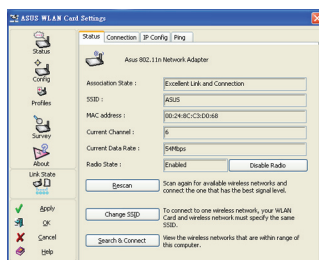 ASUS WLAN Card Settings
Status
Config
Profiles
Survey
About
Link State
Apply
OK
Cancel
Help
Status Connection IP Config Ping
Asus 802.11n Network Adapter
Association State : Excellent Link and Connection
SSID : ASUS
MAC address : 00:24:8C:C3:D0:68
Current Channel : 6
Current Data Rate : 54Mbps
Radio State : Enabled Disable Radio
Rescan
Scan again for available wireless networks and
connect the one that has the best signal level.
Change SSID
To connect to one wireless network, your WLAN
Card and wireless network must specify the same
SSID.
Search & Connect
View the wireless networks that are within range of
this computer.